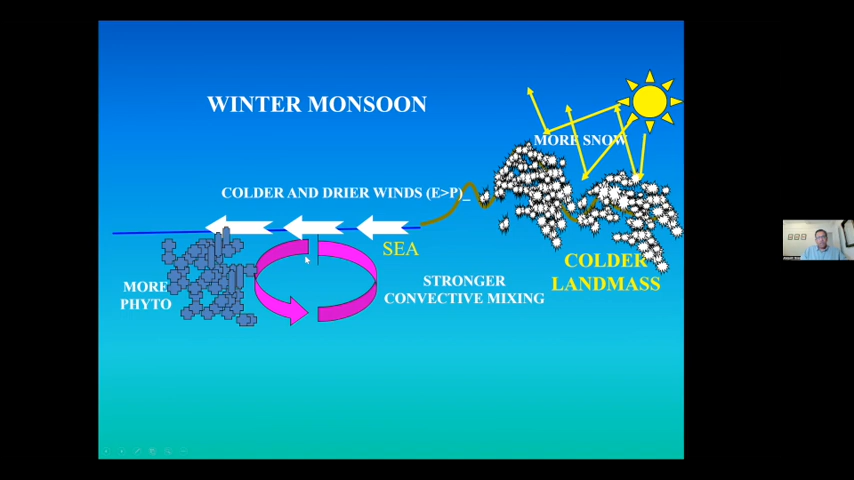 WINTER MONSOON
MORE SNOW
COLDER AND DRIER WINDS (E>P)_
SEA
COLDER
LANDMASS
STRONGER
CONVECTIVE MIXING
MORE
PHYTO